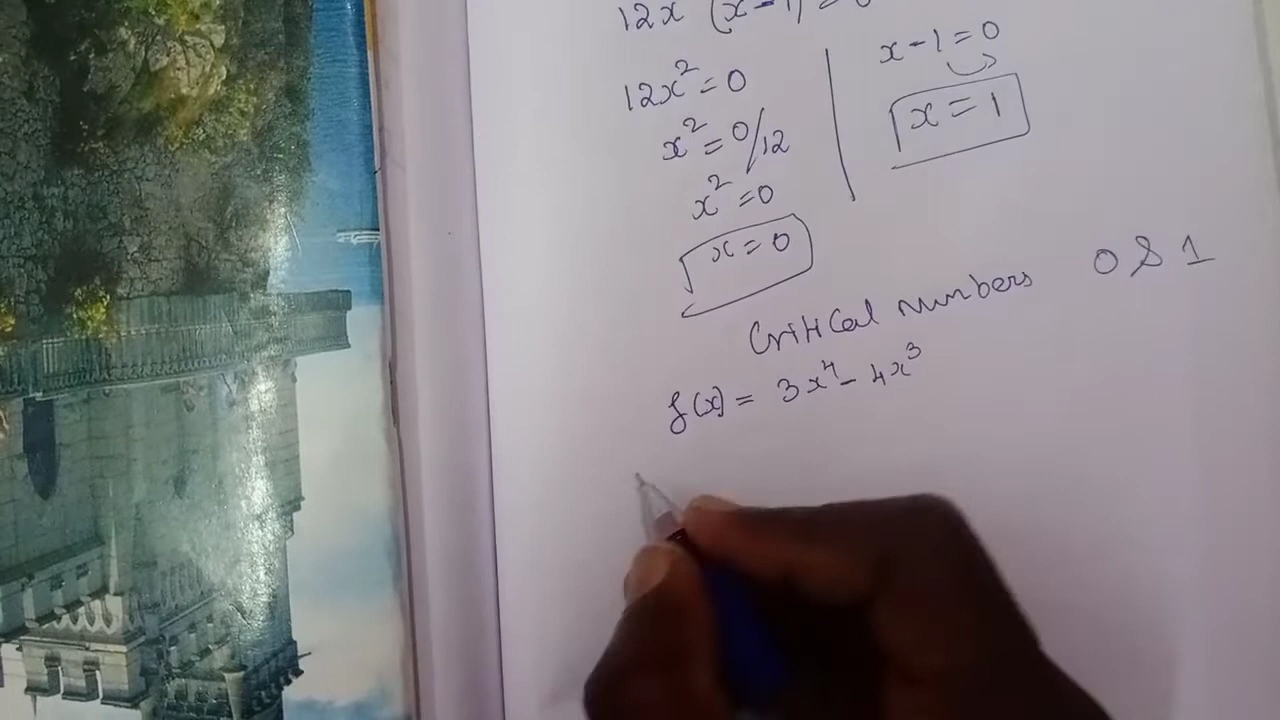 12x (x-1) = 0
12x² = 0
x² = 0/12
x² = 0
x = 0
x - 1 = 0
x = 1
Critical numbers 0 & 1
f(x) = 3x⁴ - 4x³